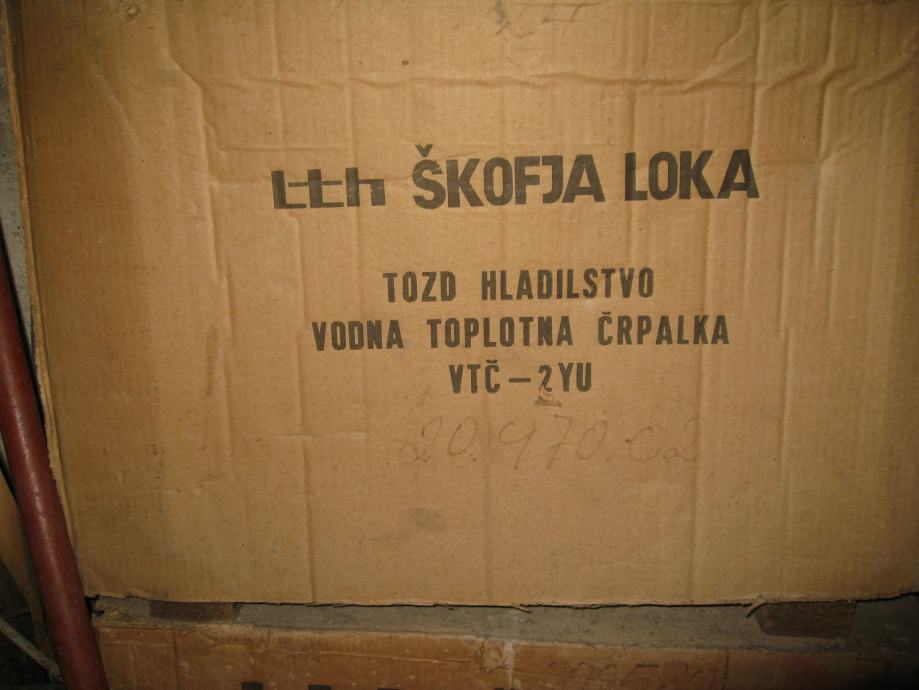 Lth ŠKOFJA LOKA
TOZD HLADILSTVO
VODNA TOPLOTNA ČRPALKA
VTČ – 2YU
20.970.02